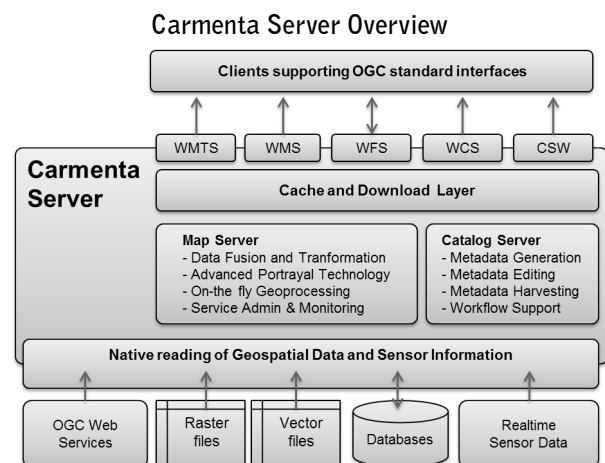 Carmenta Server Overview
Clients supporting OGC standard interfaces
WMTS
WMS
WFS
WCS
CSW
Carmenta
Server
Cache and Download Layer
Map Server
- Data Fusion and Tranformation
- Advanced Portrayal Technology
- On-the fly Geoprocessing
- Service Admin & Monitoring
Catalog Server
- Metadata Generation
- Metadata Editing
- Metadata Harvesting
- Workflow Support
Native reading of Geospatial Data and Sensor Information
OGC Web
Services
Raster
files
Vector
files
Databases
Realtime
Sensor Data